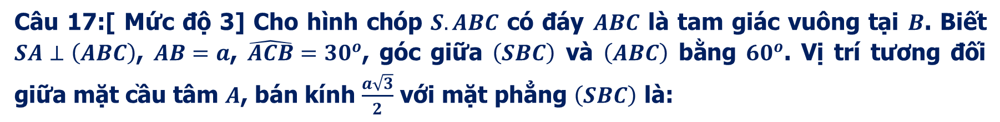 Câu 17:[ Mức độ 3] Cho hình chóp S.ABC có đáy ABC là tam giác vuông tại B. Biết
SA ⊥ (ABC), AB = a, $\widehat{ACB}$ = 30°, góc giữa (SBC) và (ABC) bằng 60°. Vị trí tương đối
giữa mặt cầu tâm A, bán kính $\frac{a\sqrt{3}}{2}$ với mặt phẳng (SBC) là: